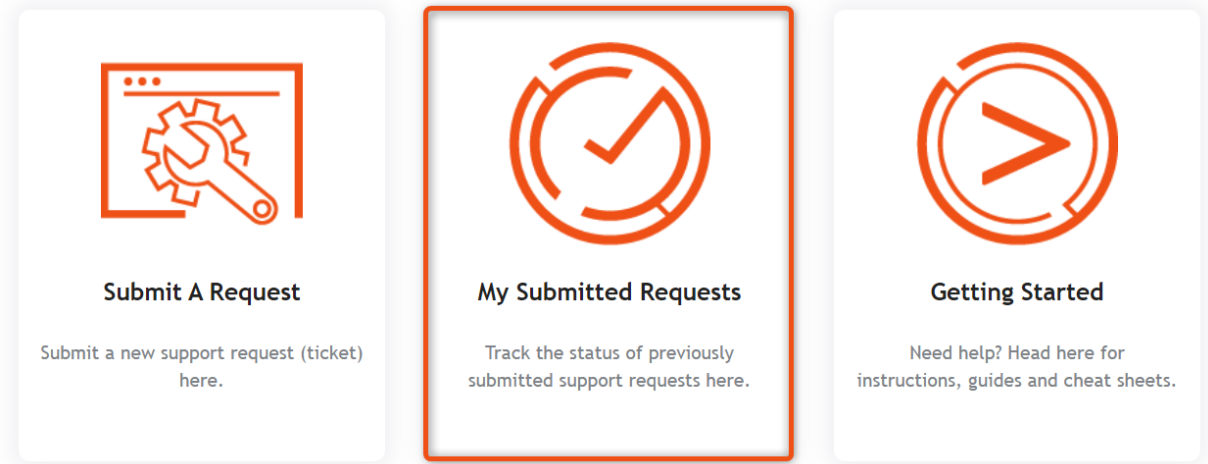 Submit A Request
Submit a new support request (ticket)
here.
My Submitted Requests
Track the status of previously
submitted support requests here.
Getting Started
Need help? Head here for
instructions, guides and cheat sheets.